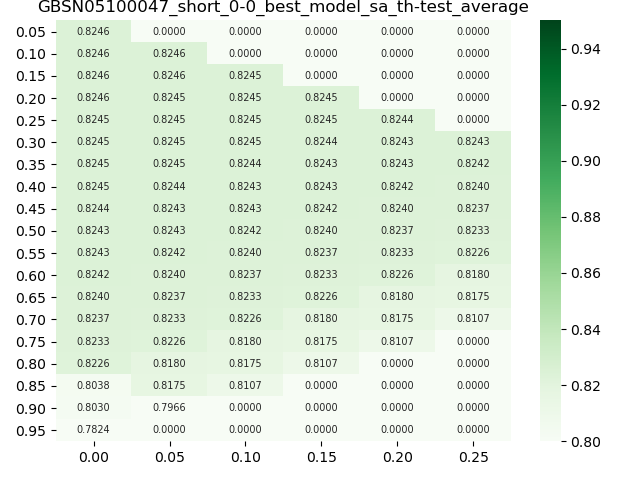 GBSN05100047_short_0-0_best_model_sa_th-test_average
0.05 0.8246 0.0000 0.0000 0.0000 0.0000 0.0000
0.10 0.8246 0.8246 0.0000 0.0000 0.0000 0.0000
0.15 0.8246 0.8246 0.8245 0.0000 0.0000 0.0000
0.20 0.8246 0.8245 0.8245 0.8245 0.0000 0.0000
0.25 0.8245 0.8245 0.8245 0.8245 0.8244 0.0000
0.30 0.8245 0.8245 0.8245 0.8244 0.8243 0.8243
0.35 0.8245 0.8245 0.8244 0.8243 0.8243 0.8242
0.40 0.8245 0.8244 0.8243 0.8243 0.8242 0.8240
0.45 0.8244 0.8243 0.8243 0.8242 0.8240 0.8237
0.50 0.8243 0.8243 0.8242 0.8240 0.8237 0.8233
0.55 0.8243 0.8242 0.8240 0.8237 0.8233 0.8226
0.60 0.8242 0.8240 0.8237 0.8233 0.8226 0.8180
0.65 0.8240 0.8237 0.8233 0.8226 0.8180 0.8175
0.70 0.8237 0.8233 0.8226 0.8180 0.8175 0.8107
0.75 0.8233 0.8226 0.8180 0.8175 0.8107 0.0000
0.80 0.8226 0.8180 0.8175 0.8107 0.0000 0.0000
0.85 0.8038 0.8175 0.8107 0.0000 0.0000 0.0000
0.90 0.8030 0.7966 0.0000 0.0000 0.0000 0.0000
0.95 0.7824 0.0000 0.0000 0.0000 0.0000 0.0000
0.00 0.05 0.10 0.15 0.20 0.25
0.94
0.92
0.90
0.88
0.86
0.84
0.82
0.80